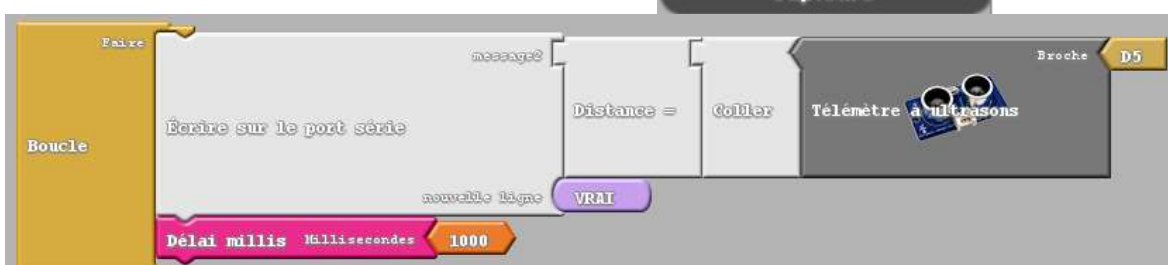 Faire
message2
Broche D5
Distance = Coller Télémètre à ultrasons
Écrire sur le port série
Boucle
nouvelle ligne VRAI
Délai millis Millisecondes 1000